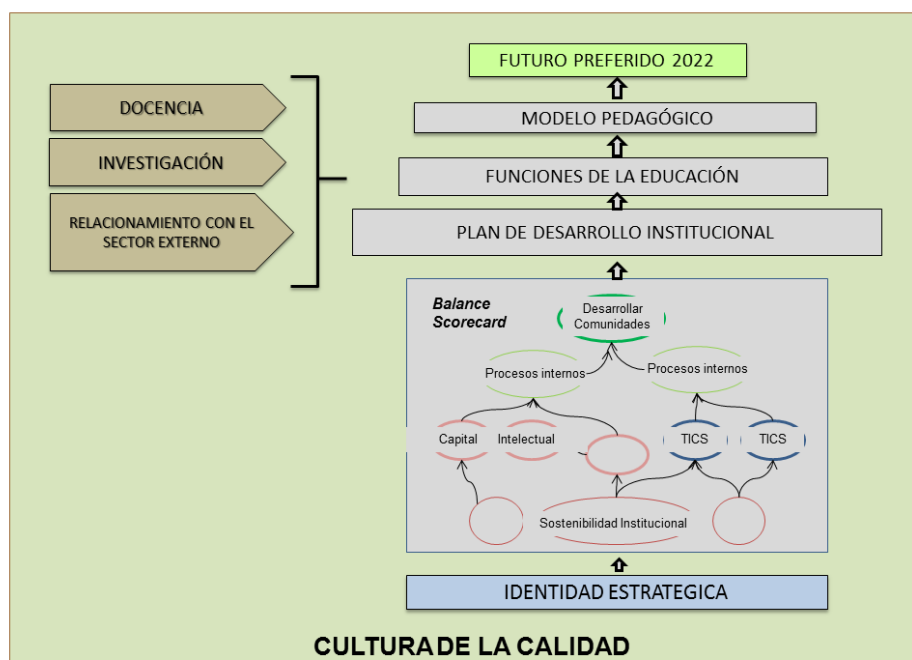 FUTURO PREFERIDO 2022
MODELO PEDAGÓGICO
FUNCIONES DE LA EDUCACIÓN
PLAN DE DESARROLLO INSTITUCIONAL
DOCENCIA
INVESTIGACIÓN
RELACIONAMIENTO CON EL
SECTOR EXTERNO
Balance
Scorecard
Desarrollar
Comunidades
Procesos internos
Procesos internos
Capital
Intelectual
TICS
TICS
Sostenibilidad Institucional
IDENTIDAD ESTRATEGICA
CULTURA DE LA CALIDAD